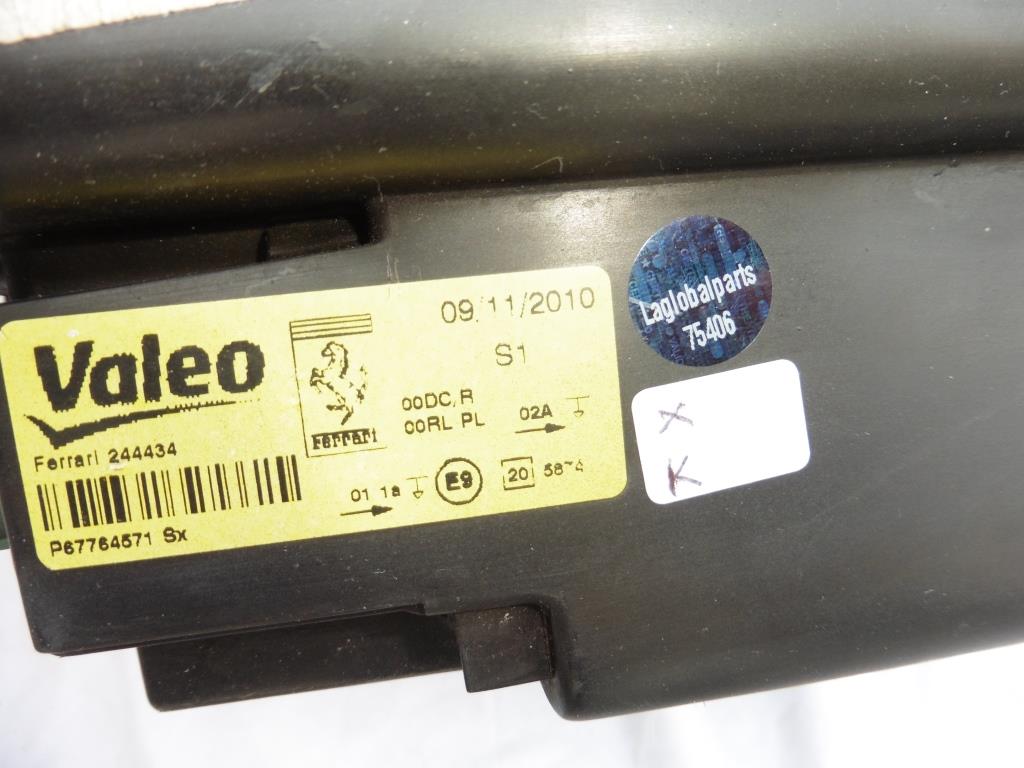 Valeo
Ferrari 244434
P67764571 Sx
Ferrari
09/11/2010
S1
00DC, R
00RL PL
02A
01 1a
E9
20
Laglobalparts
75406
X
K